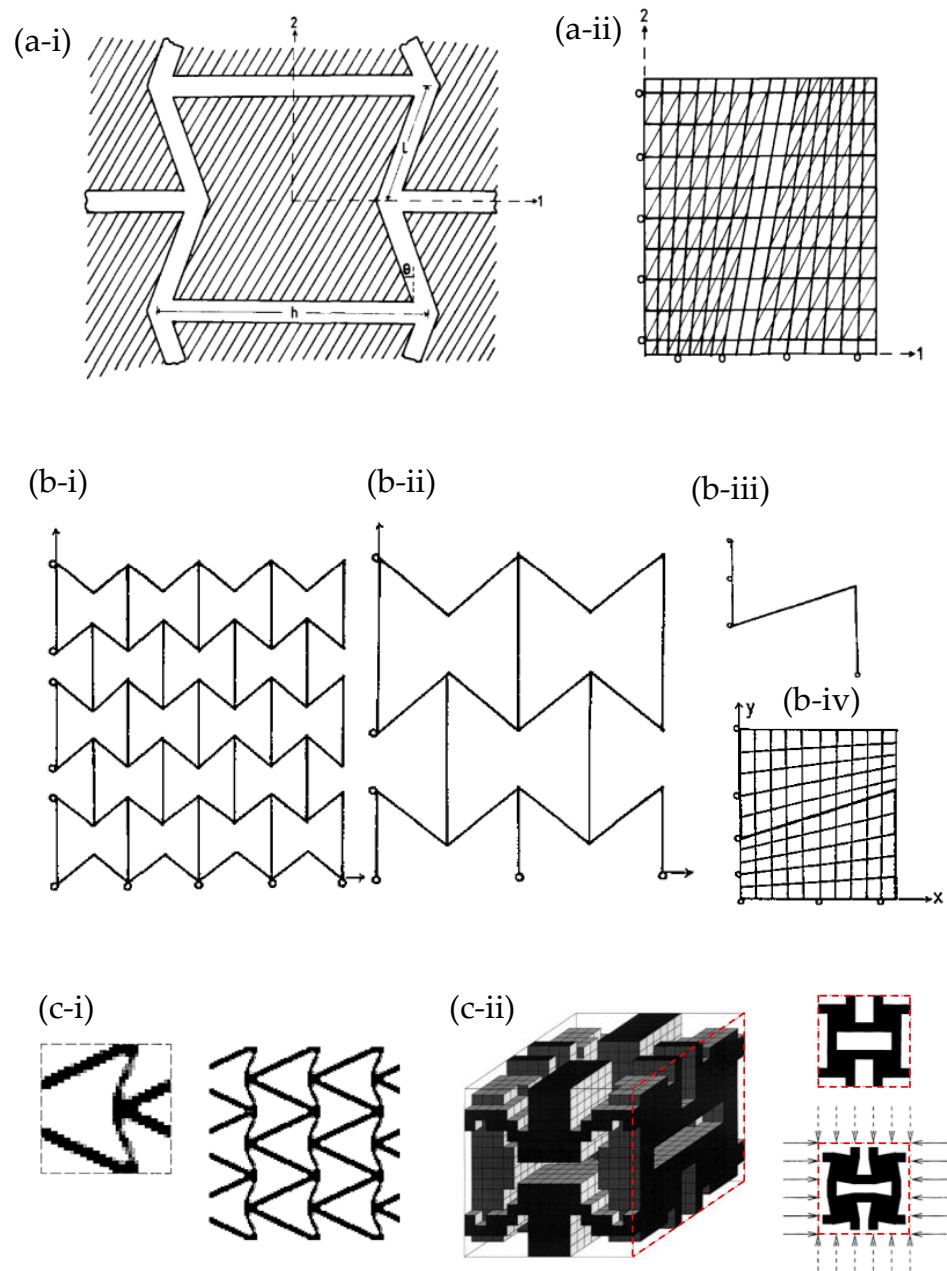 (a-i)
2
1
L
θ
h
(a-ii)
2
1
(b-i)
(b-ii)
(b-iii)
(b-iv)
y
x
(c-i)
(c-ii)